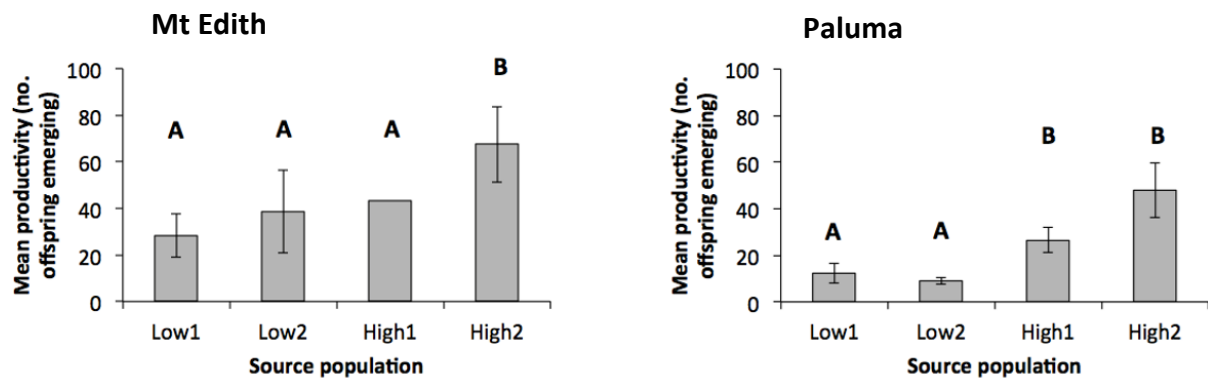 Mt Edith
Mean productivity (no.
offspring emerging)
100
80
60
40
20
0
A
A
A
B
Low1 Low2 High1 High2
Source population
Paluma
Mean productivity (no.
offspring emerging)
100
80
60
40
20
0
A
A
B
B
Low1 Low2 High1 High2
Source population